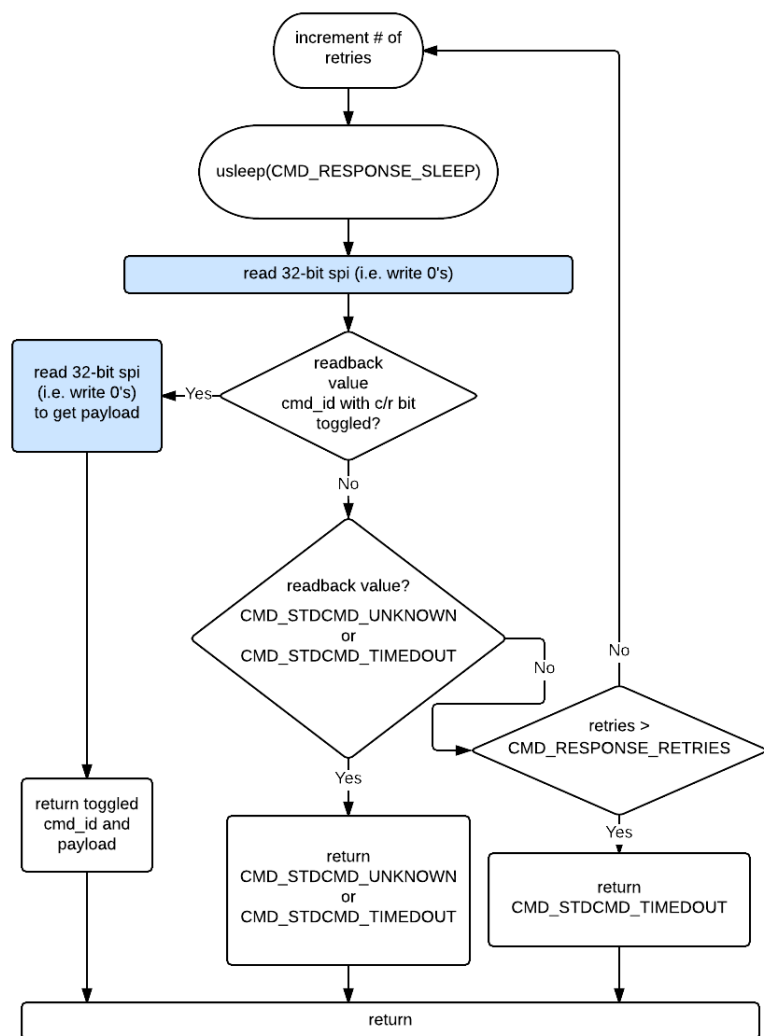 increment # of
retries
usleep(CMD_RESPONSE_SLEEP)
read 32-bit spi (i.e. write 0's)
readback
value
cmd_id with c/r bit
toggled?
Yes
read 32-bit spi
(i.e. write 0's)
to get payload
No
readback value?
CMD_STDCMD_UNKNOWN
or
CMD_STDCMD_TIMEDOUT
No
No
retries >
CMD_RESPONSE_RETRIES
Yes
Yes
return toggled
cmd_id and
payload
return
CMD_STDCMD_UNKNOWN
or
CMD_STDCMD_TIMEDOUT
return
CMD_STDCMD_TIMEDOUT
return